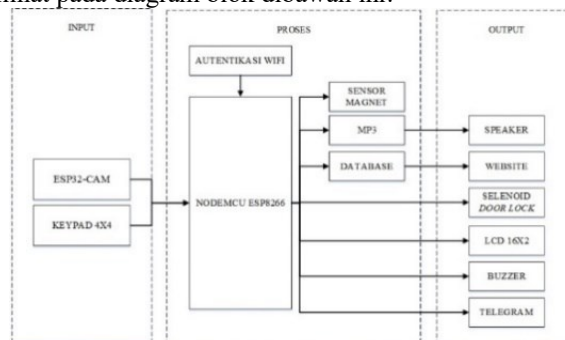 INPUT
PROSES
OUTPUT
AUTENTIKASI WIFI
SENSOR
MAGNET
MP3
SPEAKER
DATABASE
WEBSITE
ESP32-CAM
NODEMCU ESP8266
SELENOID
DOOR LOCK
KEYPAD 4X4
LCD 16X2
BUZZER
TELEGRAM